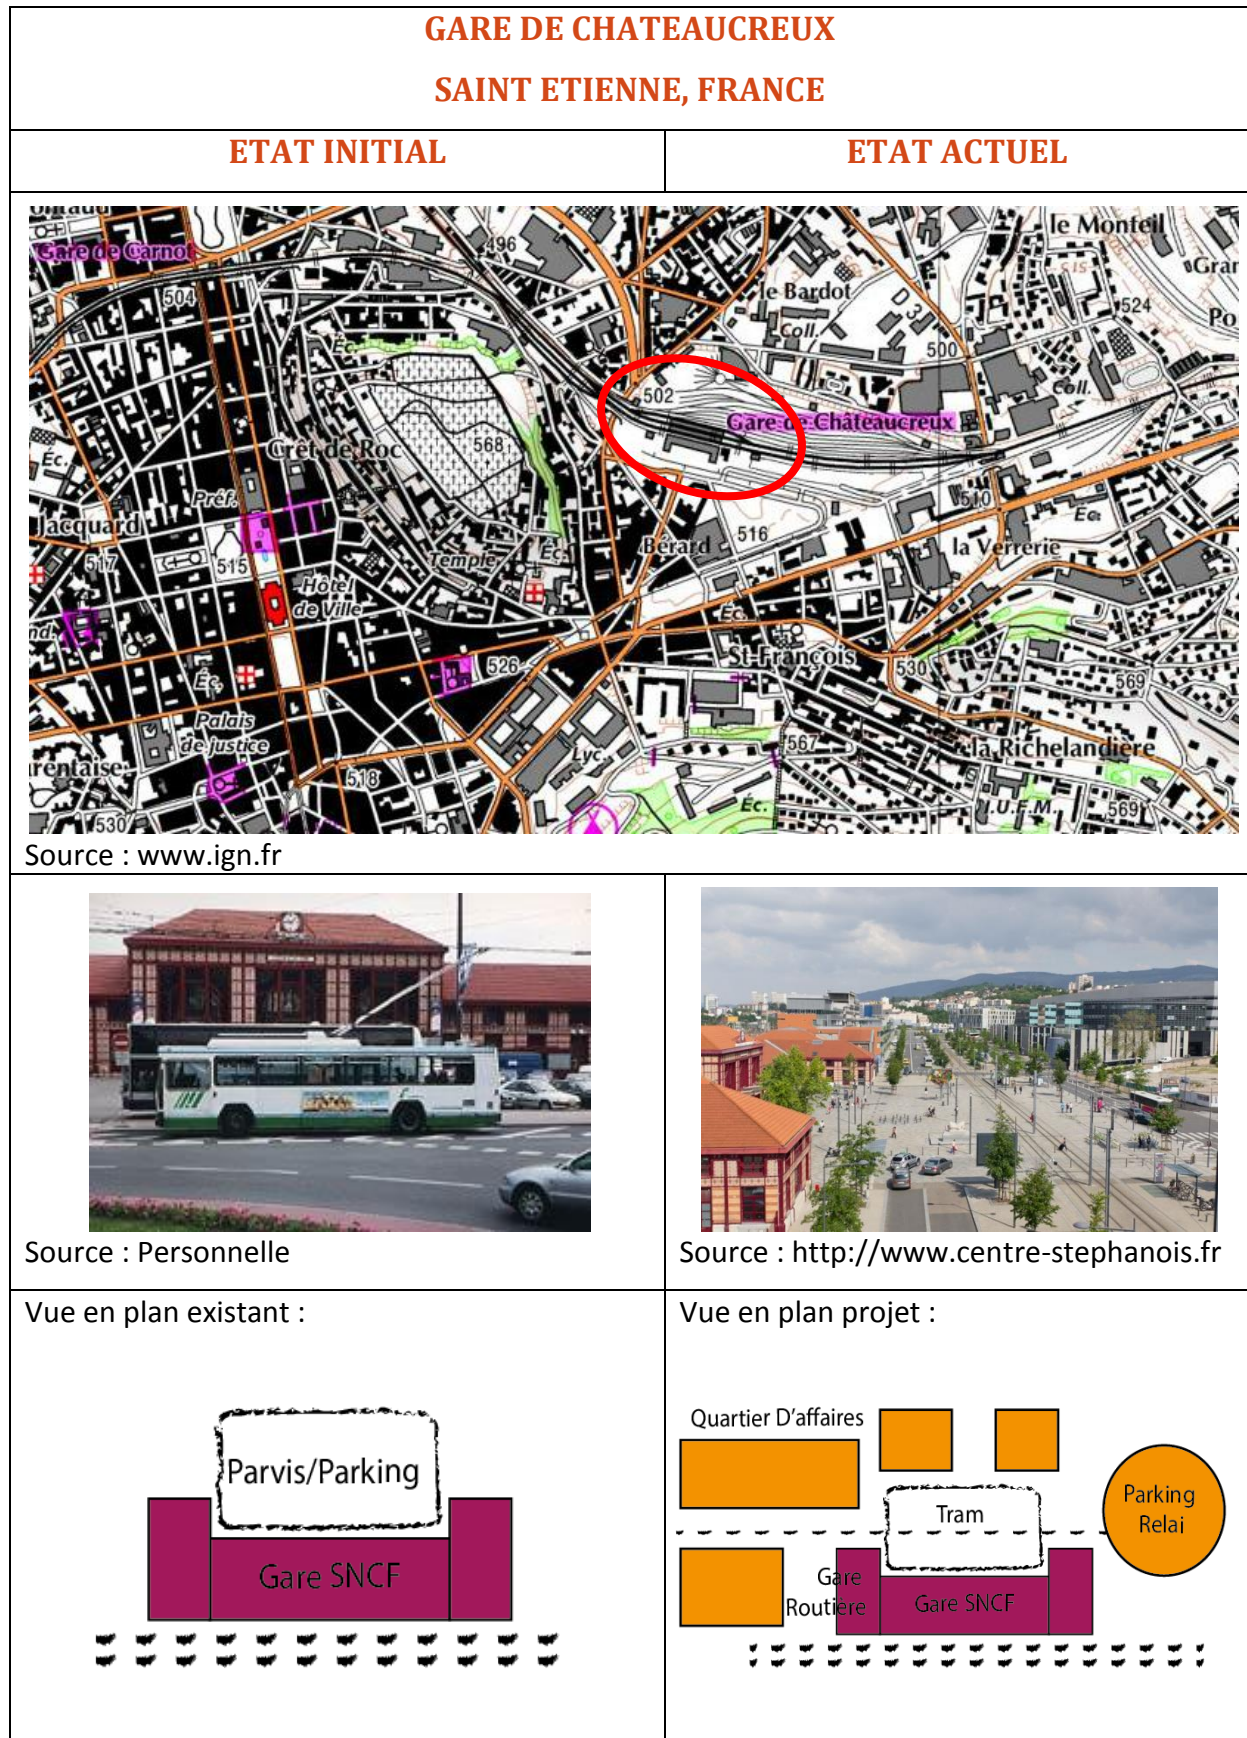 GARE DE CHATEAUCREUX
SAINT ETIENNE, FRANCE
ETAT INITIAL
ETAT ACTUEL
Gare de Carnot
496
le Monteil
504
le Bardot
Coll.
D 3
524
Éc.
500
Po
502
Coll.
Gare de Châteaucreux
Crêt de Roc
568
Éc.
Préf.
510
Jacquard
Bérard
516
Éc.
517
515
Temple
Éc.
la Verrerie
Hôtel
de Ville
Éc.
St-François
530
Éc.
526
569
Palais
de justice
Lyc.
567
la Richelandière
518
530
Éc.
I.U.F.M.
569
Source : www.ign.fr
Source : Personnelle
Source : http://www.centre-stephanois.fr
Vue en plan existant :
Vue en plan projet :
Parvis/Parking
Gare SNCF
Quartier D'affaires
Tram
Parking
Relai
Gare
Routière
Gare SNCF